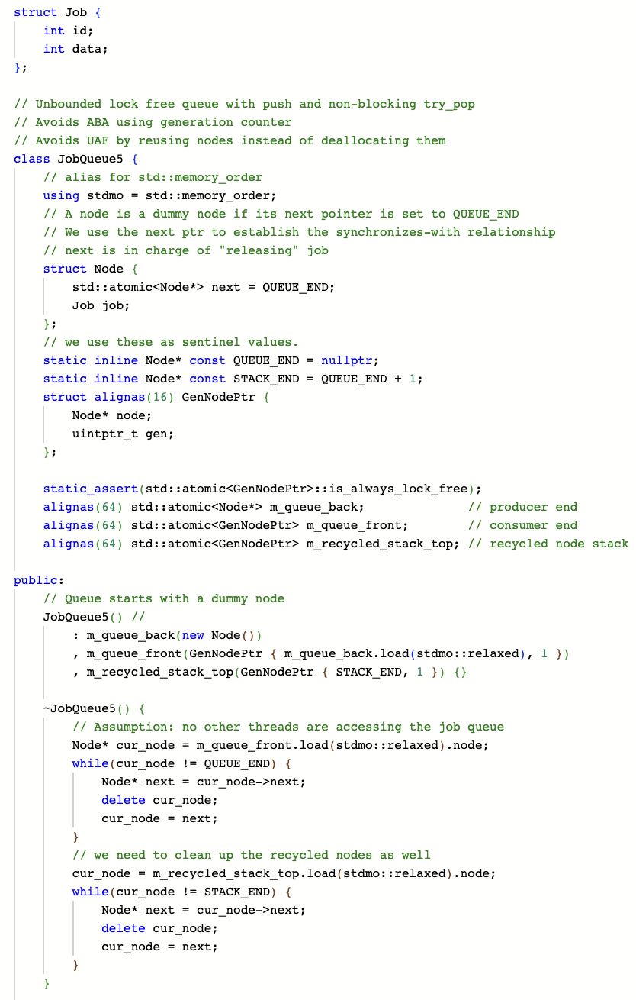 struct Job {
    int id;
    int data;
};

// Unbounded lock free queue with push and non-blocking try_pop
// Avoids ABA using generation counter
// Avoids UAF by reusing nodes instead of deallocating them
class JobQueue5 {
    // alias for std::memory_order
    using stdmo = std::memory_order;
    // A node is a dummy node if its next pointer is set to QUEUE_END
    // We use the next ptr to establish the synchronizes-with relationship
    // next is in charge of "releasing" job
    struct Node {
        std::atomic<Node*> next = QUEUE_END;
        Job job;
    };
    // we use these as sentinel values.
    static inline Node* const QUEUE_END = nullptr;
    static inline Node* const STACK_END = QUEUE_END + 1;
    struct alignas(16) GenNodePtr {
        Node* node;
        uintptr_t gen;
    };

    static_assert(std::atomic<GenNodePtr>::is_always_lock_free);
    alignas(64) std::atomic<Node*> m_queue_back;            // producer end
    alignas(64) std::atomic<GenNodePtr> m_queue_front;        // consumer end
    alignas(64) std::atomic<GenNodePtr> m_recycled_stack_top; // recycled node stack

public:
    // Queue starts with a dummy node
    JobQueue5() //
        : m_queue_back(new Node())
        , m_queue_front(GenNodePtr { m_queue_back.load(stdmo::relaxed), 1 })
        , m_recycled_stack_top(GenNodePtr { STACK_END, 1 }) {}

    ~JobQueue5() {
        // Assumption: no other threads are accessing the job queue
        Node* cur_node = m_queue_front.load(stdmo::relaxed).node;
        while(cur_node != QUEUE_END) {
            Node* next = cur_node->next;
            delete cur_node;
            cur_node = next;
        }
        // we need to clean up the recycled nodes as well
        cur_node = m_recycled_stack_top.load(stdmo::relaxed).node;
        while(cur_node != STACK_END) {
            Node* next = cur_node->next;
            delete cur_node;
            cur_node = next;
        }
    }